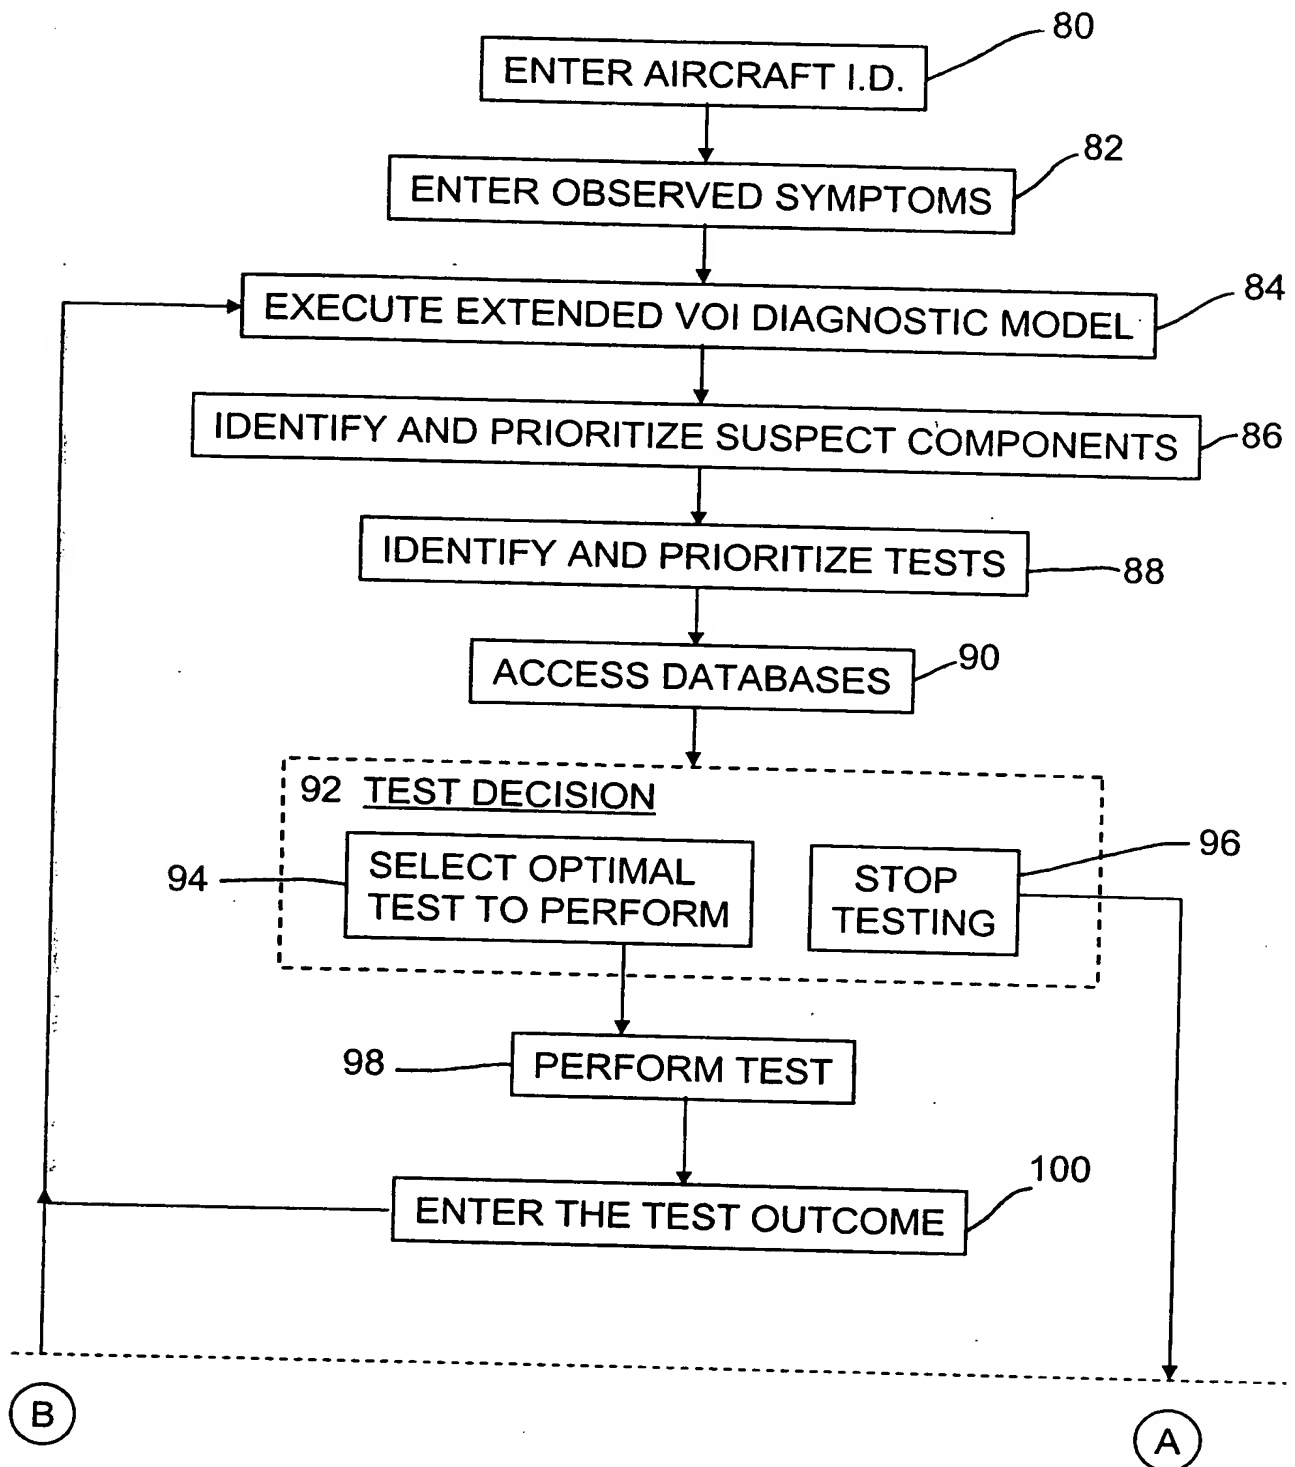 80
ENTER AIRCRAFT I.D.
82
ENTER OBSERVED SYMPTOMS
84
EXECUTE EXTENDED VOI DIAGNOSTIC MODEL
IDENTIFY AND PRIORITIZE SUSPECT COMPONENTS
86
IDENTIFY AND PRIORITIZE TESTS
88
ACCESS DATABASES
90
92 TEST DECISION
94
SELECT OPTIMAL
TEST TO PERFORM
STOP
TESTING
96
98
PERFORM TEST
100
ENTER THE TEST OUTCOME
B
A